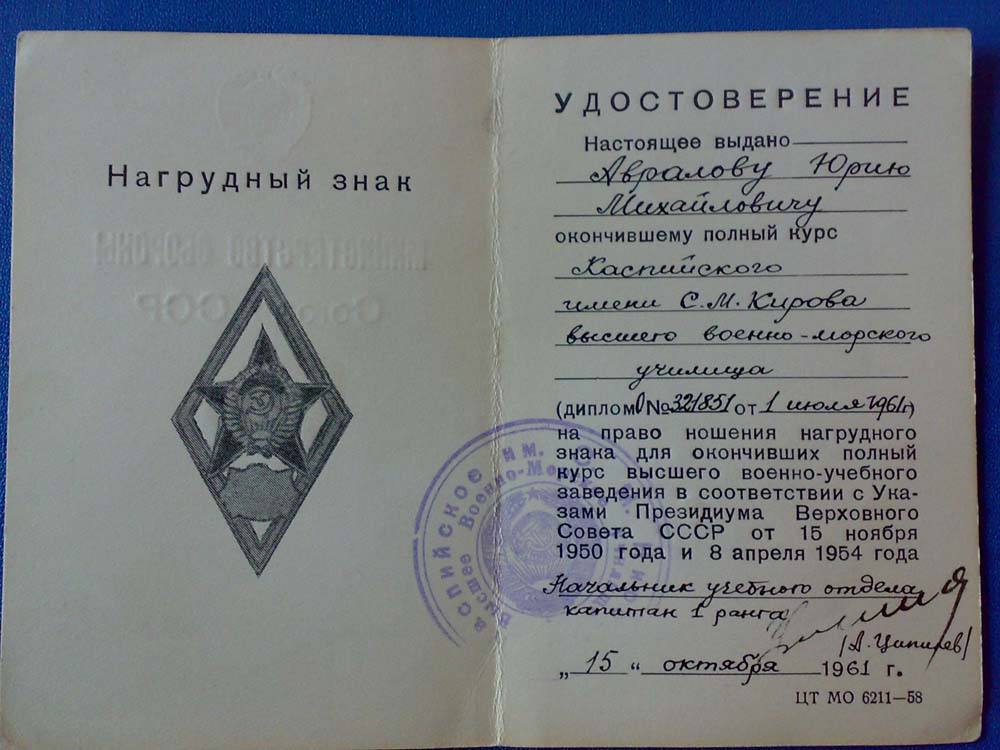 Нагрудный знак
УДОСТОВЕРЕНИЕ
Настоящее выдано
Авралову Юрию
Михайловичу
окончившему полный курс
Каспийского
имени С.М.Кирова
высшего военно-морского
училища
(диплом № 321851 от 1 июля 1961г)
на право ношения нагрудного
знака для окончивших полный
курс высшего военно-учебного
заведения в соответствии с Ука-
зами Президиума Верховного
Совета СССР от 15 ноября
1950 года и 8 апреля 1954 года
Начальник учебного отдела
капитан 1 ранга
„15" октября 1961 г.
ЦТ МО 6211—58